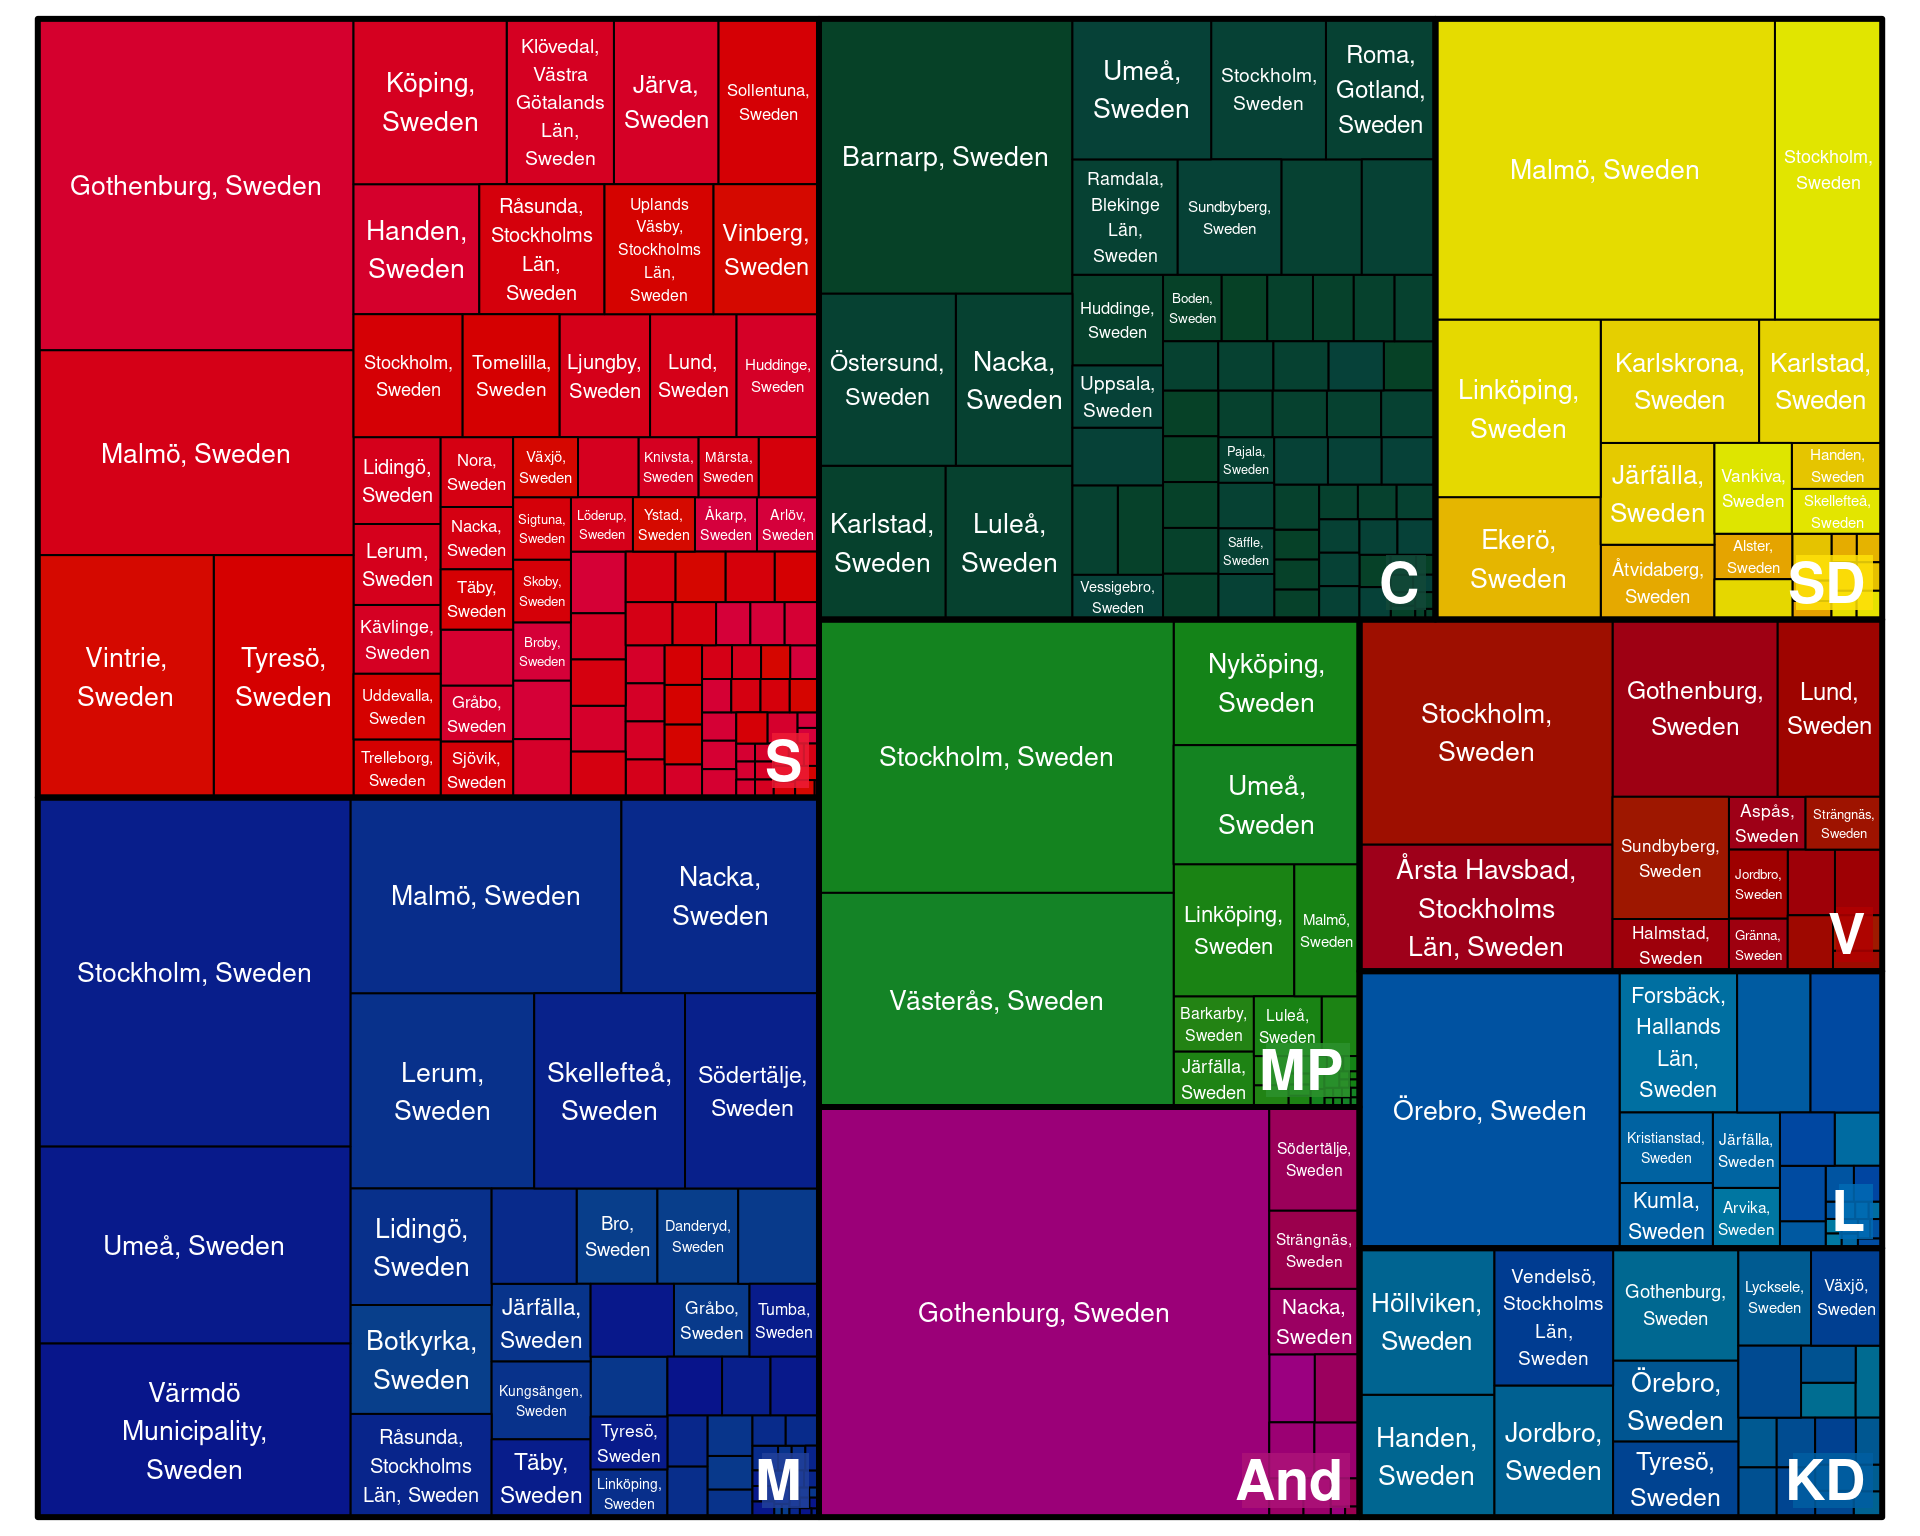 Gothenburg, Sweden
Malmö, Sweden
Vintrie,
Sweden
Tyresö,
Sweden
Köping,
Sweden
Klövedal,
Västra
Götalands
Län,
Sweden
Järva,
Sweden
Sollentuna,
Sweden
Handen,
Sweden
Råsunda,
Stockholms
Län,
Sweden
Uplands
Väsby,
Stockholms
Län,
Sweden
Vinberg,
Sweden
Stockholm,
Sweden
Tomelilla,
Sweden
Ljungby,
Sweden
Lund,
Sweden
Huddinge,
Sweden
Lidingö,
Sweden
Lerum,
Sweden
Kävlinge,
Sweden
Uddevalla,
Sweden
Trelleborg,
Sweden
Nora,
Sweden
Nacka,
Sweden
Täby,
Sweden
Gråbo,
Sweden
Sjövik,
Sweden
Växjö,
Sweden
Knivsta,
Sweden
Märsta,
Sweden
Sigtuna,
Sweden
Skoby,
Sweden
Broby,
Sweden
Löderup,
Sweden
Ystad,
Sweden
Åkarp,
Sweden
Arlöv,
Sweden
S
Barnarp, Sweden
Östersund,
Sweden
Nacka,
Sweden
Karlstad,
Sweden
Luleå,
Sweden
Umeå,
Sweden
Stockholm,
Sweden
Roma,
Gotland,
Sweden
Ramdala,
Blekinge
Län,
Sweden
Sundbyberg,
Sweden
Huddinge,
Sweden
Uppsala,
Sweden
Vessigebro,
Sweden
Boden,
Sweden
Pajala,
Sweden
Säffle,
Sweden
C
Malmö, Sweden
Stockholm,
Sweden
Linköping,
Sweden
Ekerö,
Sweden
Karlskrona,
Sweden
Karlstad,
Sweden
Järfälla,
Sweden
Åtvidaberg,
Sweden
Vankiva,
Sweden
Handen,
Sweden
Skellefteå,
Sweden
Alster,
Sweden
SD
Stockholm, Sweden
Umeå, Sweden
Värmdö
Municipality,
Sweden
Malmö, Sweden
Nacka,
Sweden
Lerum,
Sweden
Skellefteå,
Sweden
Södertälje,
Sweden
Lidingö,
Sweden
Botkyrka,
Sweden
Råsunda,
Stockholms
Län, Sweden
Bro,
Sweden
Danderyd,
Sweden
Järfälla,
Sweden
Gråbo,
Sweden
Tumba,
Sweden
Kungsängen,
Sweden
Täby,
Sweden
Tyresö,
Sweden
Linköping,
Sweden
M
Stockholm, Sweden
Västerås, Sweden
Nyköping,
Sweden
Umeå,
Sweden
Linköping,
Sweden
Malmö,
Sweden
Barkarby,
Sweden
Järfälla,
Sweden
Luleå,
Sweden
MP
Gothenburg, Sweden
Södertälje,
Sweden
Strängnäs,
Sweden
Nacka,
Sweden
And
Stockholm,
Sweden
Årsta Havsbad,
Stockholms
Län, Sweden
Gothenburg,
Sweden
Lund,
Sweden
Sundbyberg,
Sweden
Halmstad,
Sweden
Aspås,
Sweden
Strängnäs,
Sweden
Jordbro,
Sweden
Gränna,
Sweden
V
Örebro, Sweden
Forsbäck,
Hallands
Län,
Sweden
Kristianstad,
Sweden
Kumla,
Sweden
Järfälla,
Sweden
Arvika,
Sweden
L
Höllviken,
Sweden
Handen,
Sweden
Vendelsö,
Stockholms
Län,
Sweden
Jordbro,
Sweden
Gothenburg,
Sweden
Örebro,
Sweden
Tyresö,
Sweden
Lycksele,
Sweden
Växjö,
Sweden
KD